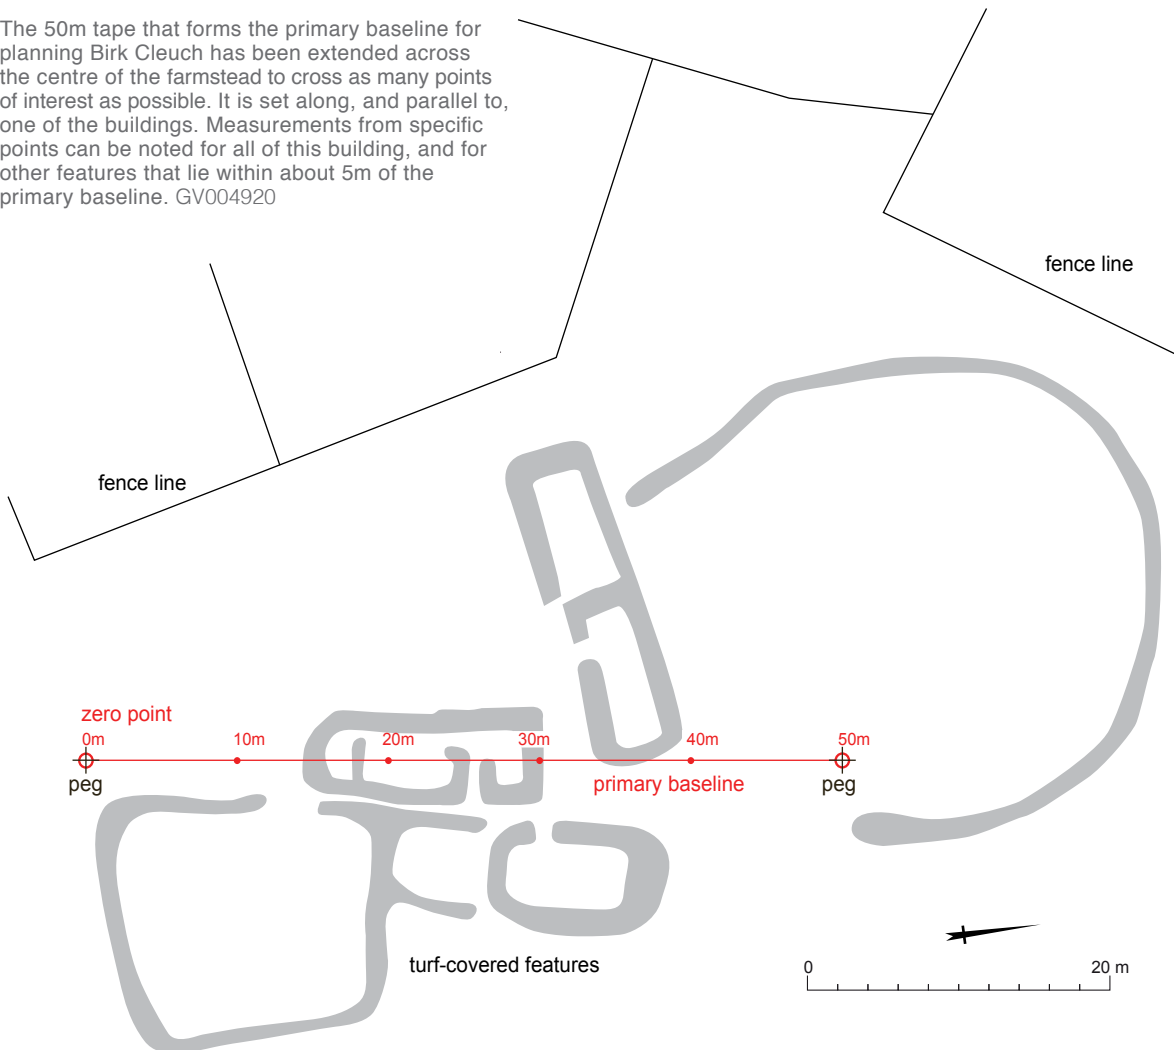 The 50m tape that forms the primary baseline for
planning Birk Cleuch has been extended across
the centre of the farmstead to cross as many points
of interest as possible. It is set along, and parallel to,
one of the buildings. Measurements from specific
points can be noted for all of this building, and for
other features that lie within about 5m of the
primary baseline. GV004920
fence line
fence line
zero point
0m 10m 20m 30m 40m 50m
peg primary baseline peg
turf-covered features
0 20 m